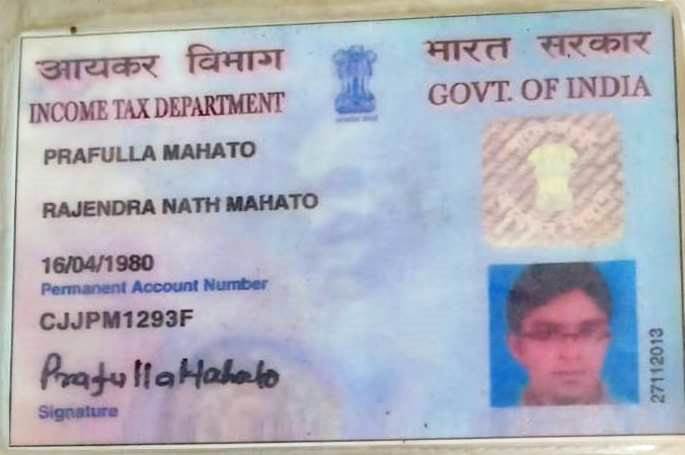 आयकर विभाग
भारत सरकार
INCOME TAX DEPARTMENT
GOVT. OF INDIA
PRAFULLA MAHATO
RAJENDRA NATH MAHATO
16/04/1980
Permanent Account Number
CJJPM1293F
Prafulla Mahato
Signature
27112013